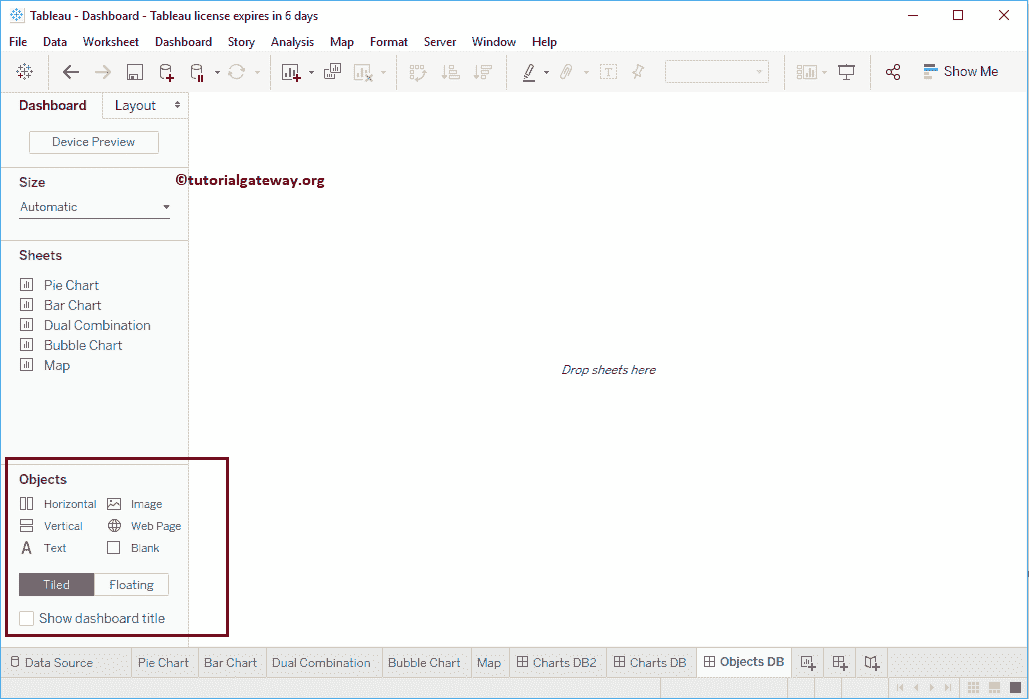 Tableau - Dashboard - Tableau license expires in 6 days
File Data Worksheet Dashboard Story Analysis Map Format Server Window Help
T Show Me
Dashboard Layout
Device Preview
Size
©tutorialgateway.org
Automatic
Sheets
Pie Chart
Bar Chart
Dual Combination
Bubble Chart
Map
Drop sheets here
Objects
Horizontal Image
Vertical Web Page
A Text Blank
Tiled Floating
Show dashboard title
Data Source Pie Chart Bar Chart Dual Combination Bubble Chart Map Charts DB2 Charts DB Objects DB